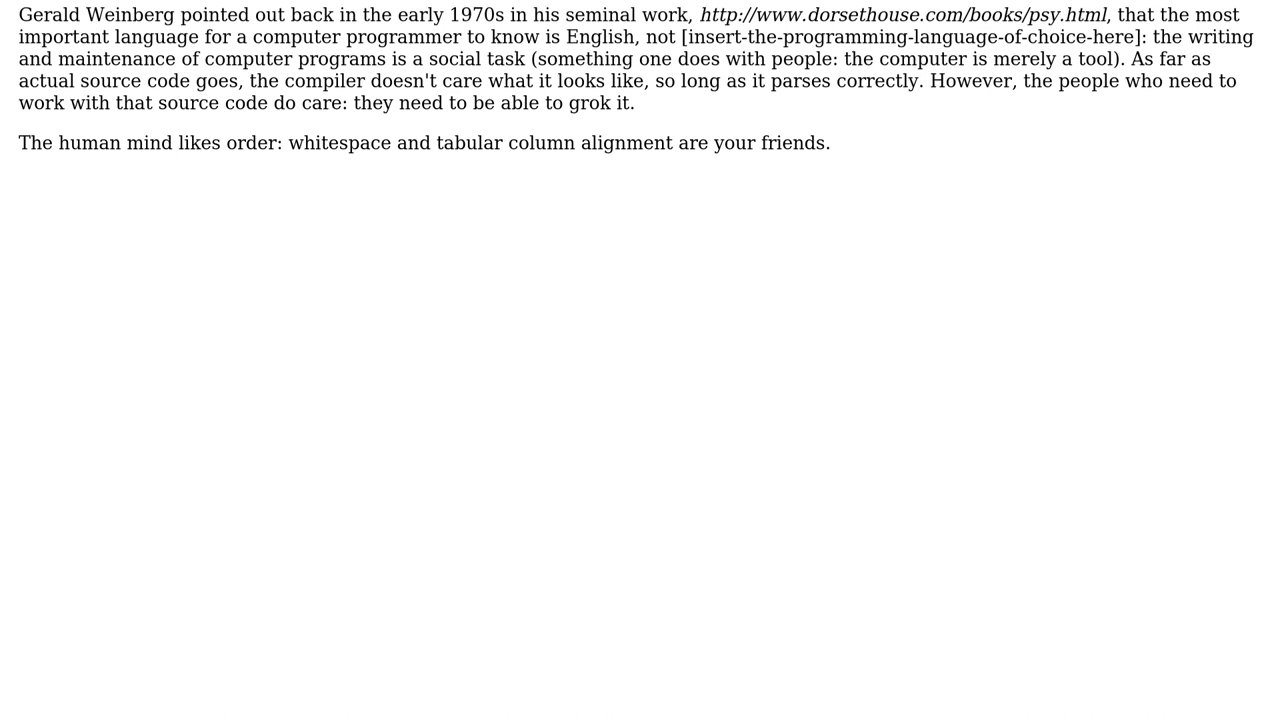 Gerald Weinberg pointed out back in the early 1970s in his seminal work, http://www.dorsethouse.com/books/psy.html, that the most
important language for a computer programmer to know is English, not [insert-the-programming-language-of-choice-here]: the writing
and maintenance of computer programs is a social task (something one does with people: the computer is merely a tool). As far as
actual source code goes, the compiler doesn't care what it looks like, so long as it parses correctly. However, the people who need to
work with that source code do care: they need to be able to grok it.
The human mind likes order: whitespace and tabular column alignment are your friends.